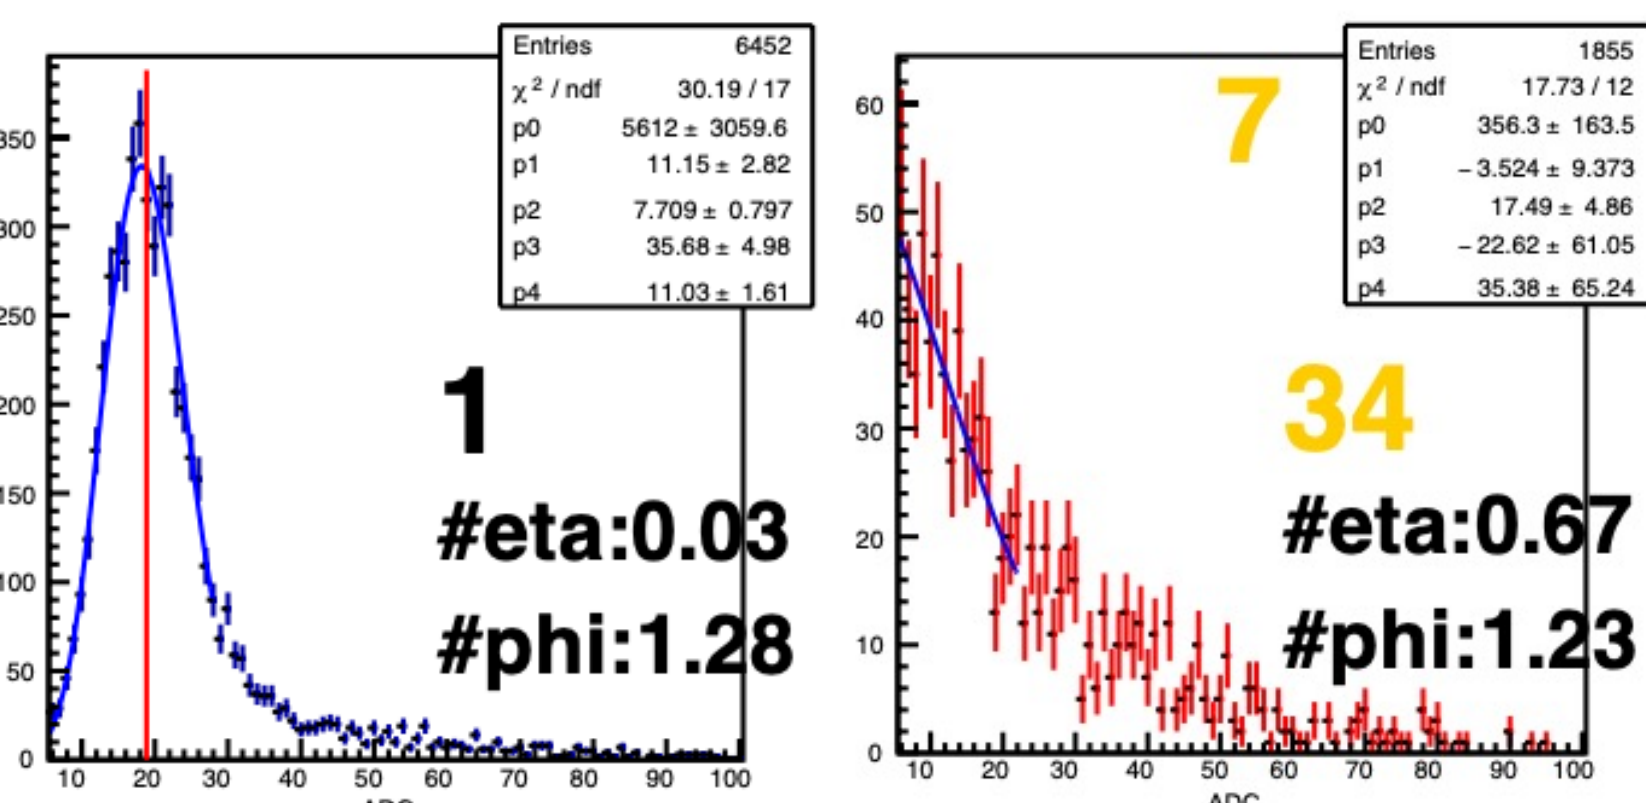 Entries 6452
χ² / ndf 30.19 / 17
p0 5612 ± 3059.6
p1 11.15 ± 2.82
p2 7.709 ± 0.797
p3 35.68 ± 4.98
p4 11.03 ± 1.61
350
300
250
200
150
100
50
0
1
#eta:0.03
#phi:1.28
10 20 30 40 50 60 70 80 90 100
ADC
Entries 1855
χ² / ndf 17.73 / 12
p0 356.3 ± 163.5
p1 −3.524 ± 9.373
p2 17.49 ± 4.86
p3 −22.62 ± 61.05
p4 35.38 ± 65.24
60
50
40
30
20
10
0
7
34
#eta:0.67
#phi:1.23
10 20 30 40 50 60 70 80 90 100
ADC